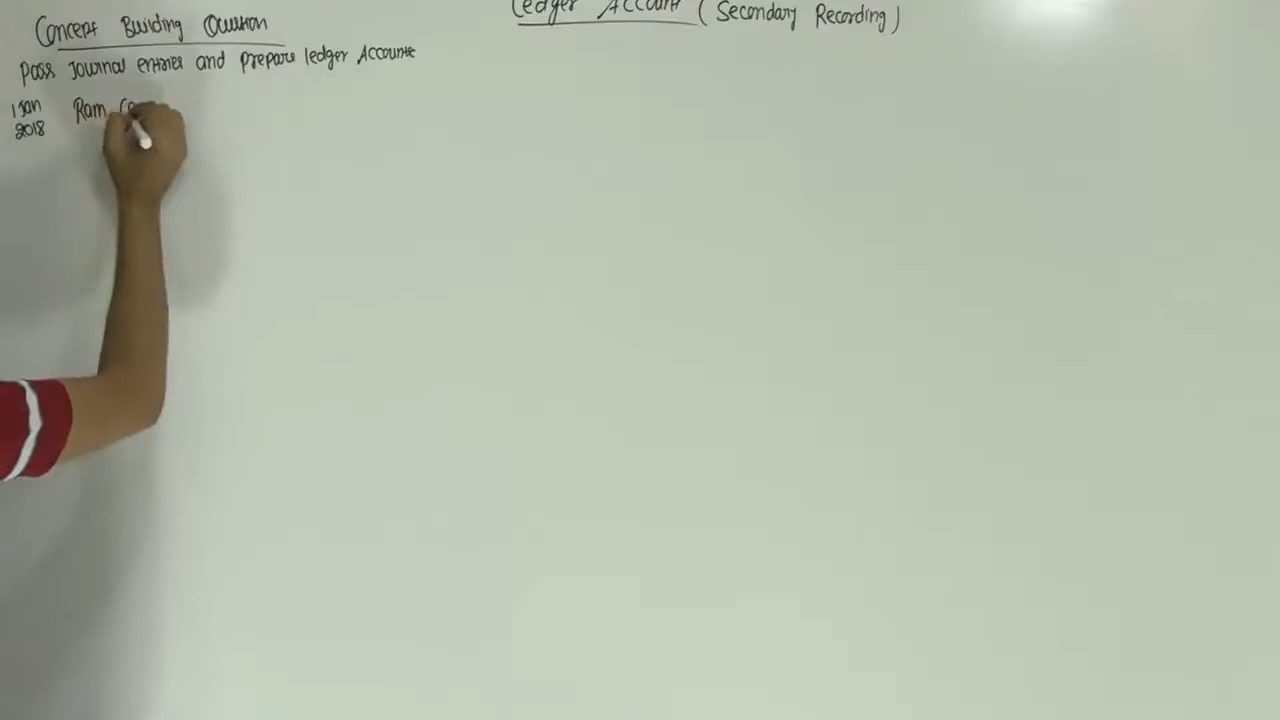 Ledger Account (Secondary Recording)
Concept Building Question
Pass Journal entries and prepare ledger Accounts
1 Jan Ram
2018